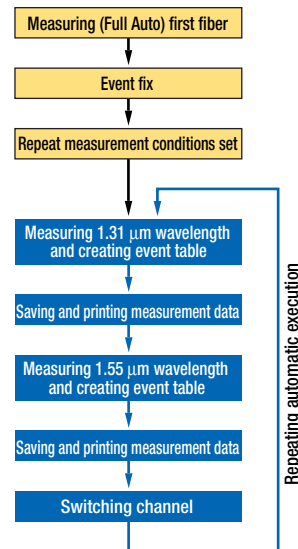 Measuring (Full Auto) first fiber
Event fix
Repeat measurement conditions set
Measuring 1.31 μm wavelength
and creating event table
Saving and printing measurement data
Measuring 1.55 μm wavelength
and creating event table
Saving and printing measurement data
Switching channel
Repeating automatic execution